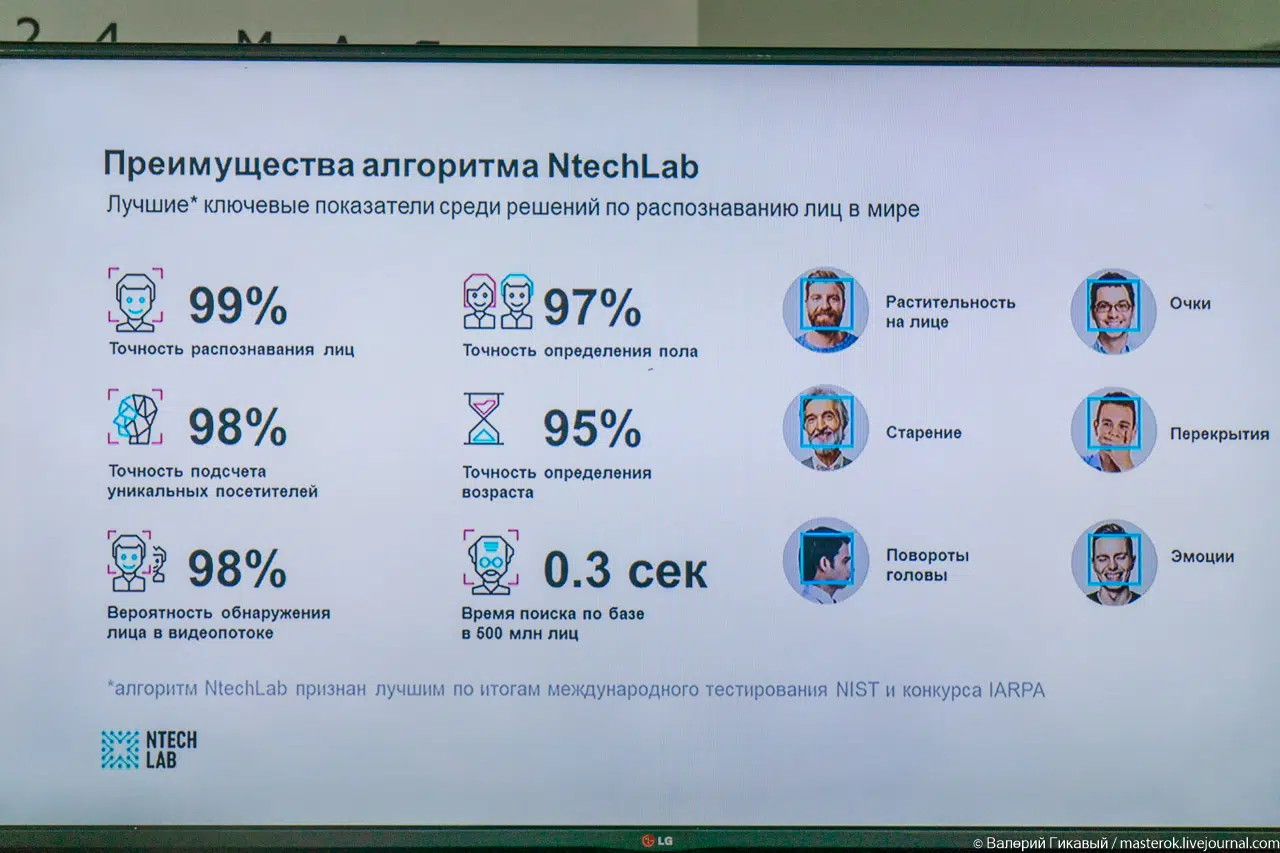 24 МАЯ
Преимущества алгоритма NtechLab
Лучшие* ключевые показатели среди решений по распознаванию лиц в мире
99%
Точность распознавания лиц
97%
Точность определения пола
98%
Точность подсчета
уникальных посетителей
95%
Точность определения
возраста
98%
Вероятность обнаружения
лица в видеопотоке
0.3 сек
Время поиска по базе
в 500 млн лиц
Растительность
на лице
Очки
Старение
Перекрытия
Повороты
головы
Эмоции
*алгоритм NtechLab признан лучшим по итогам международного тестирования NIST и конкурса IARPA
NTECH
LAB
LG
© Валерий Гикавый / masterok.livejournal.com